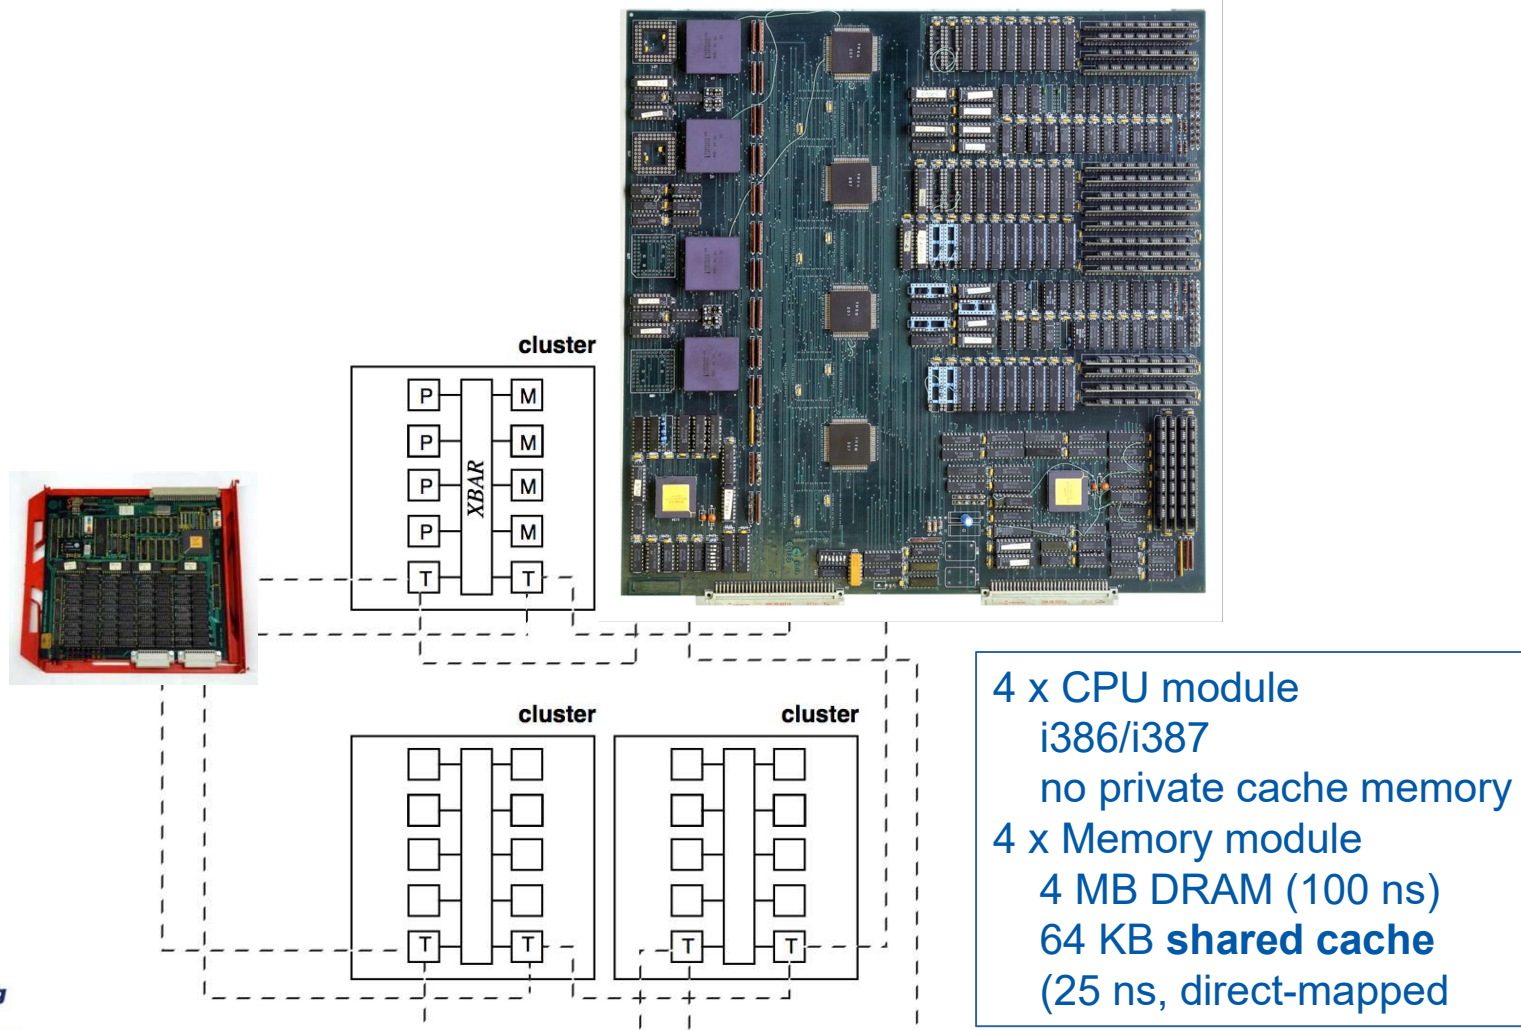 cluster
P
M
P
M
XBAR
P
M
P
M
T
T
cluster
cluster
T
T
T
T
4 x CPU module
i386/i387
no private cache memory
4 x Memory module
4 MB DRAM (100 ns)
64 KB shared cache
(25 ns, direct-mapped
g